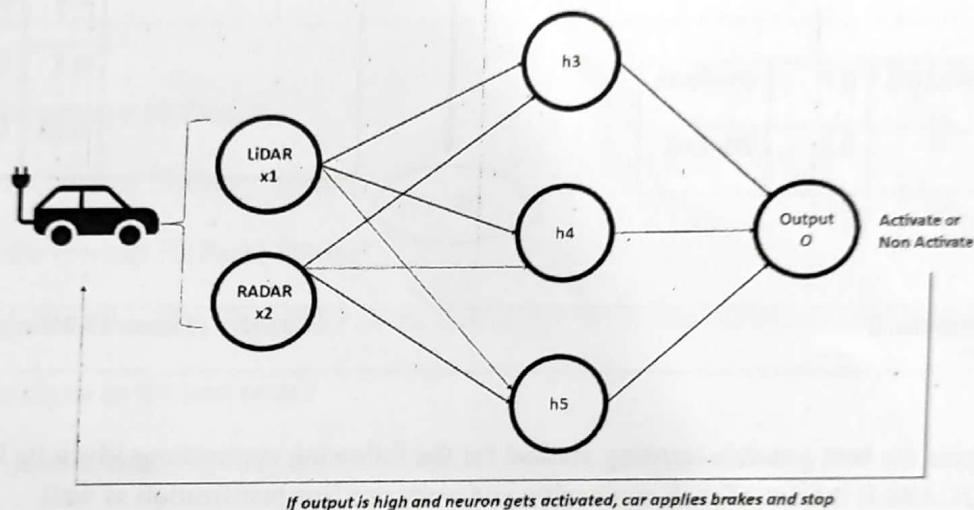 h3
LiDAR
x1
h4
Output
O
Activate or
Non Activate
RADAR
x2
h5
If output is high and neuron gets activated, car applies brakes and stop